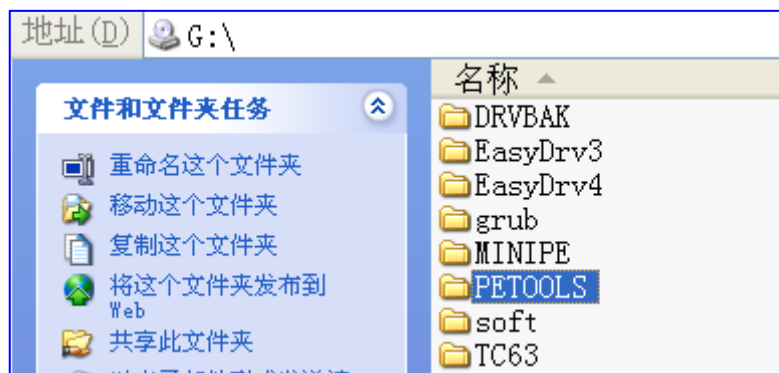 地址(D) G:\
文件和文件夹任务
重命名这个文件夹
移动这个文件夹
复制这个文件夹
将这个文件夹发布到
Web
共享此文件夹
名称
DRVBAK
EasyDrv3
EasyDrv4
grub
MINIPE
PETOOLS
soft
TC63